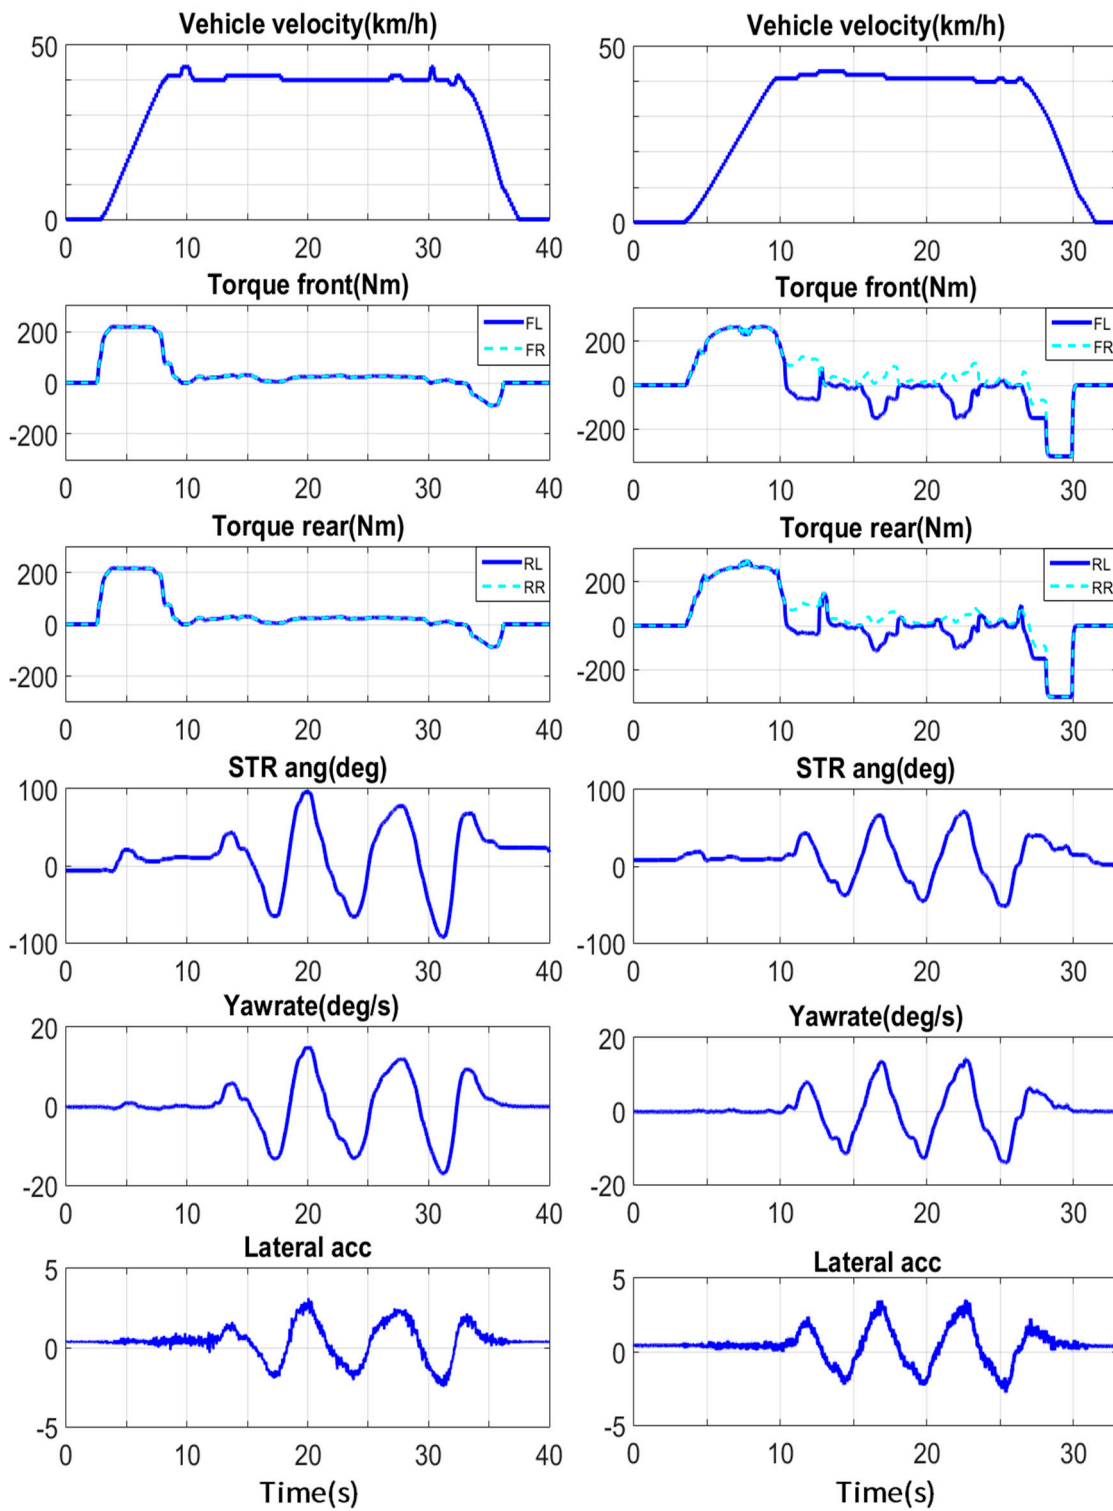 Vehicle velocity(km/h)
50
0
0 10 20 30 40
Torque front(Nm)
200
0
-200
FL
FR
0 10 20 30 40
Torque rear(Nm)
200
0
-200
RL
RR
0 10 20 30 40
STR ang(deg)
100
0
-100
0 10 20 30 40
Yawrate(deg/s)
20
0
-20
0 10 20 30 40
Lateral acc
5
0
-5
0 10 20 30 40
Time(s)
Vehicle velocity(km/h)
50
0
0 10 20 30
Torque front(Nm)
200
0
-200
FL
FR
0 10 20 30
Torque rear(Nm)
200
0
-200
RL
RR
0 10 20 30
STR ang(deg)
100
0
-100
0 10 20 30
Yawrate(deg/s)
20
0
-20
0 10 20 30
Lateral acc
5
0
-5
0 10 20 30
Time(s)